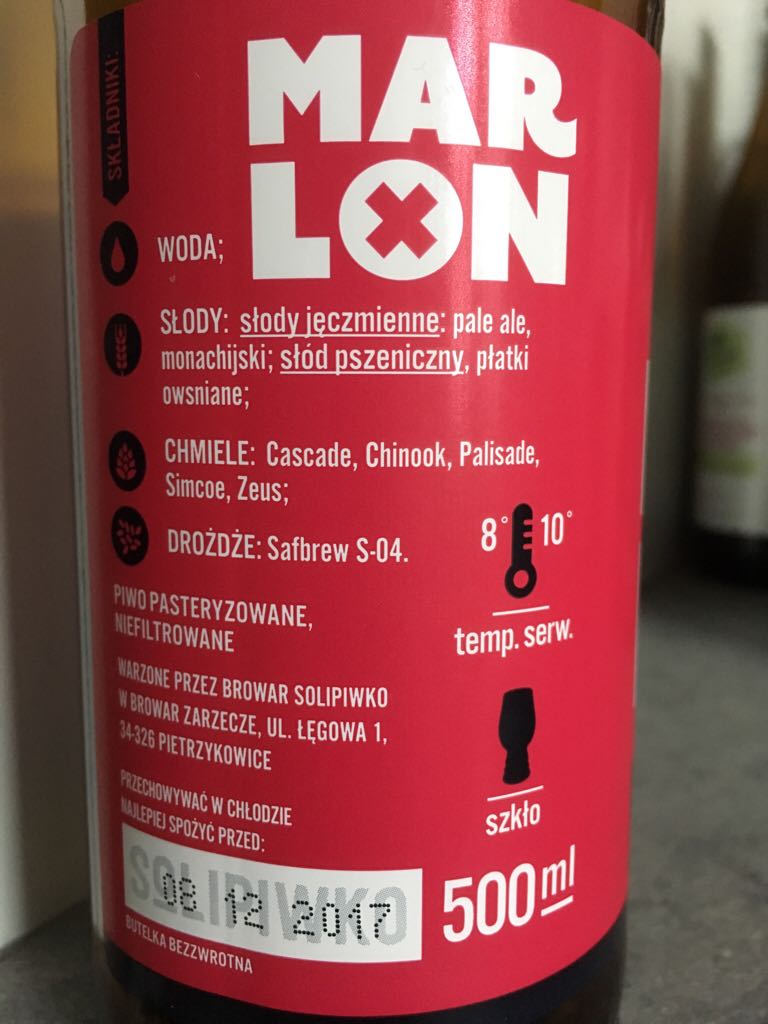 SKŁADNIKI:
MAR
LON
WODA;
SŁODY: słody jęczmienne: pale ale,
monachijski; słód pszeniczny, płatki
owsniane;
CHMIELE: Cascade, Chinook, Palisade,
Simcoe, Zeus;
DROŻDŻE: Safbrew S-04.
8° 10°
temp. serw.
PIWO PASTERYZOWANE,
NIEFILTROWANE
WARZONE PRZEZ BROWAR SOLIPIWKO
W BROWAR ZARZECZE, UL. ŁĘGOWA 1,
34-326 PIETRZYKOWICE
szkło
PRZECHOWYWAĆ W CHŁODZIE
NAJLEPIEJ SPOŻYĆ PRZED:
SOLIPIWKO
08 12 2017
500 ml
BUTELKA BEZZWROTNA